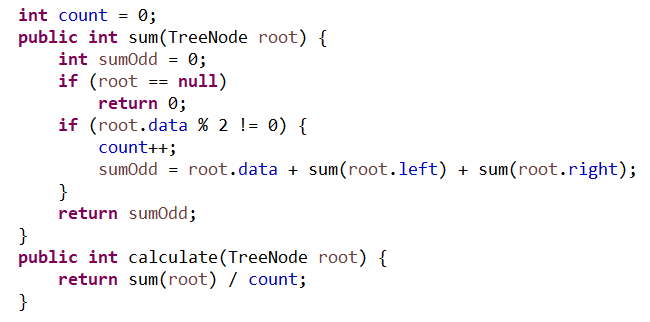 int count = 0;
public int sum(TreeNode root) {
    int sumOdd = 0;
    if (root == null)
        return 0;
    if (root.data % 2 != 0) {
        count++;
        sumOdd = root.data + sum(root.left) + sum(root.right);
    }
    return sumOdd;
}
public int calculate(TreeNode root) {
    return sum(root) / count;
}